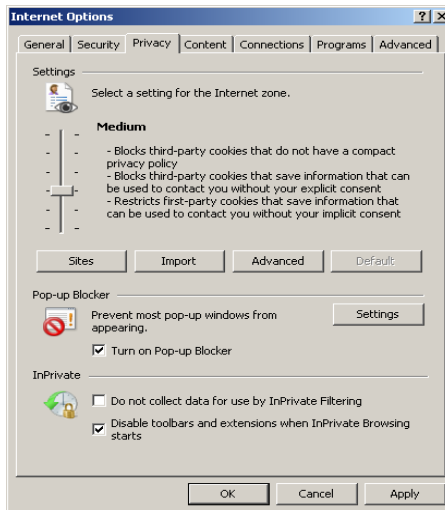 Internet Options
General Security Privacy Content Connections Programs Advanced
Settings
Select a setting for the Internet zone.
Medium
- Blocks third-party cookies that do not have a compact
privacy policy
- Blocks third-party cookies that save information that can
be used to contact you without your explicit consent
- Restricts first-party cookies that save information that
can be used to contact you without your implicit consent
Sites Import Advanced Default
Pop-up Blocker
Prevent most pop-up windows from
appearing.
Settings
Turn on Pop-up Blocker
InPrivate
Do not collect data for use by InPrivate Filtering
Disable toolbars and extensions when InPrivate Browsing
starts
OK Cancel Apply